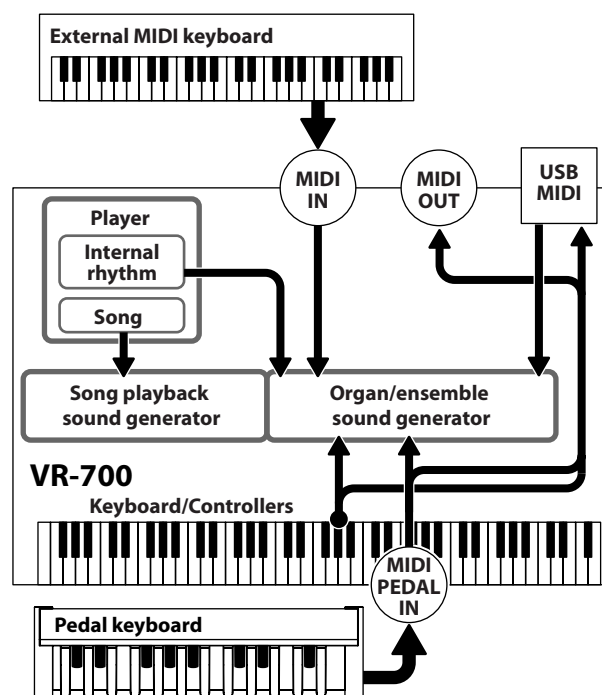 External MIDI keyboard
MIDI
IN
MIDI
OUT
USB
MIDI
Player
Internal
rhythm
Song
Song playback
sound generator
Organ/ensemble
sound generator
VR-700
Keyboard/Controllers
MIDI
PEDAL
IN
Pedal keyboard